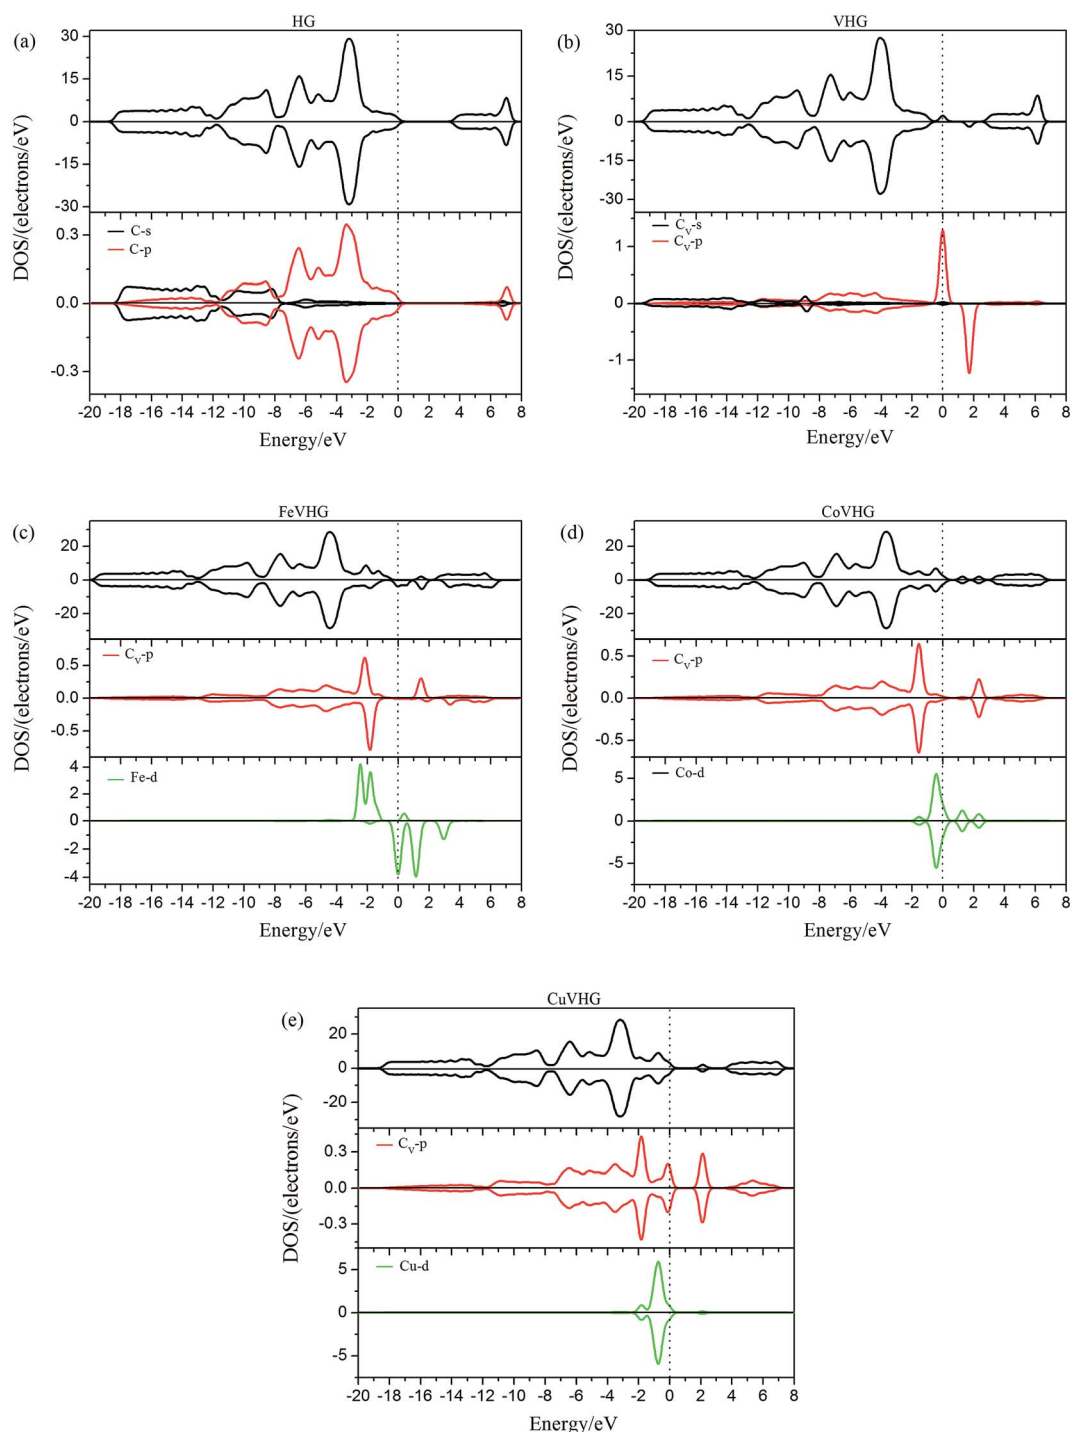 HG
(a)
30
15
0
-15
-30
C-s
C-p
0.3
0.0
-0.3
DOS/(electrons/eV)
-20 -18 -16 -14 -12 -10 -8 -6 -4 -2 0 2 4 6 8
Energy/eV
VHG
(b)
30
15
0
-15
-30
Cv-s
Cv-p
1
0
-1
DOS/(electrons/eV)
-20 -18 -16 -14 -12 -10 -8 -6 -4 -2 0 2 4 6 8
Energy/eV
FeVHG
(c)
20
0
-20
Cv-p
0.5
0.0
-0.5
Fe-d
4
2
0
-2
-4
DOS/(electrons/eV)
-20 -18 -16 -14 -12 -10 -8 -6 -4 -2 0 2 4 6 8
Energy/eV
CoVHG
(d)
20
0
-20
Cv-p
0.5
0.0
-0.5
Co-d
5
0
-5
DOS/(electrons/eV)
-20 -18 -16 -14 -12 -10 -8 -6 -4 -2 0 2 4 6 8
Energy/eV
CuVHG
(e)
20
0
-20
Cv-p
0.3
0.0
-0.3
Cu-d
5
0
-5
DOS/(electrons/eV)
-20 -18 -16 -14 -12 -10 -8 -6 -4 -2 0 2 4 6 8
Energy/eV